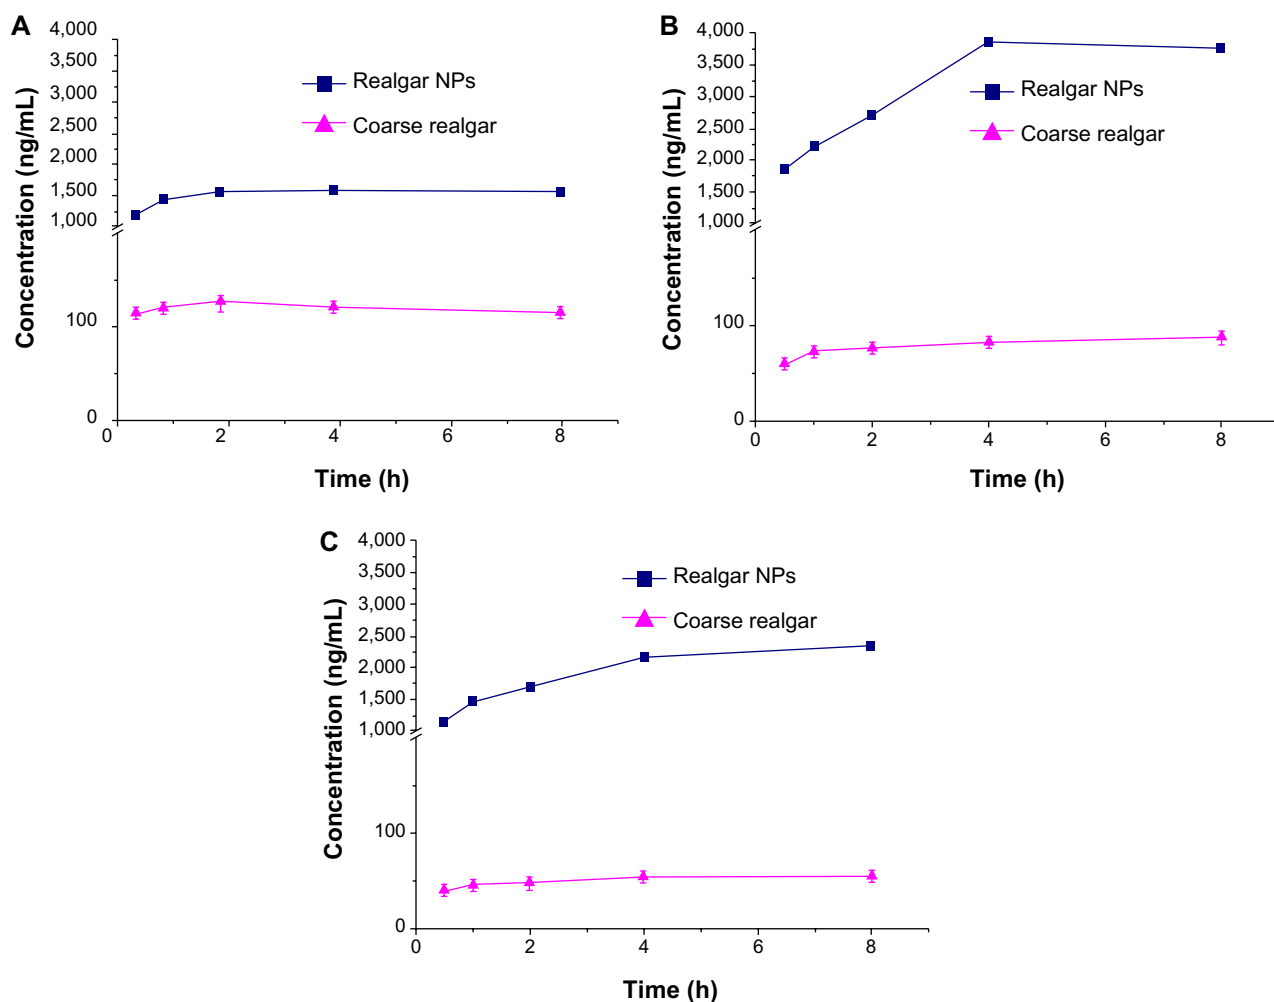 A
4,000
3,500
3,000
2,500
2,000
1,500
1,000
100
0
Concentration (ng/mL)
Realgar NPs
Coarse realgar
0 2 4 6 8
Time (h)
B
4,000
3,500
3,000
2,500
2,000
1,500
1,000
100
0
Concentration (ng/mL)
Realgar NPs
Coarse realgar
0 2 4 6 8
Time (h)
C
4,000
3,500
3,000
2,500
2,000
1,500
1,000
100
0
Concentration (ng/mL)
Realgar NPs
Coarse realgar
0 2 4 6 8
Time (h)